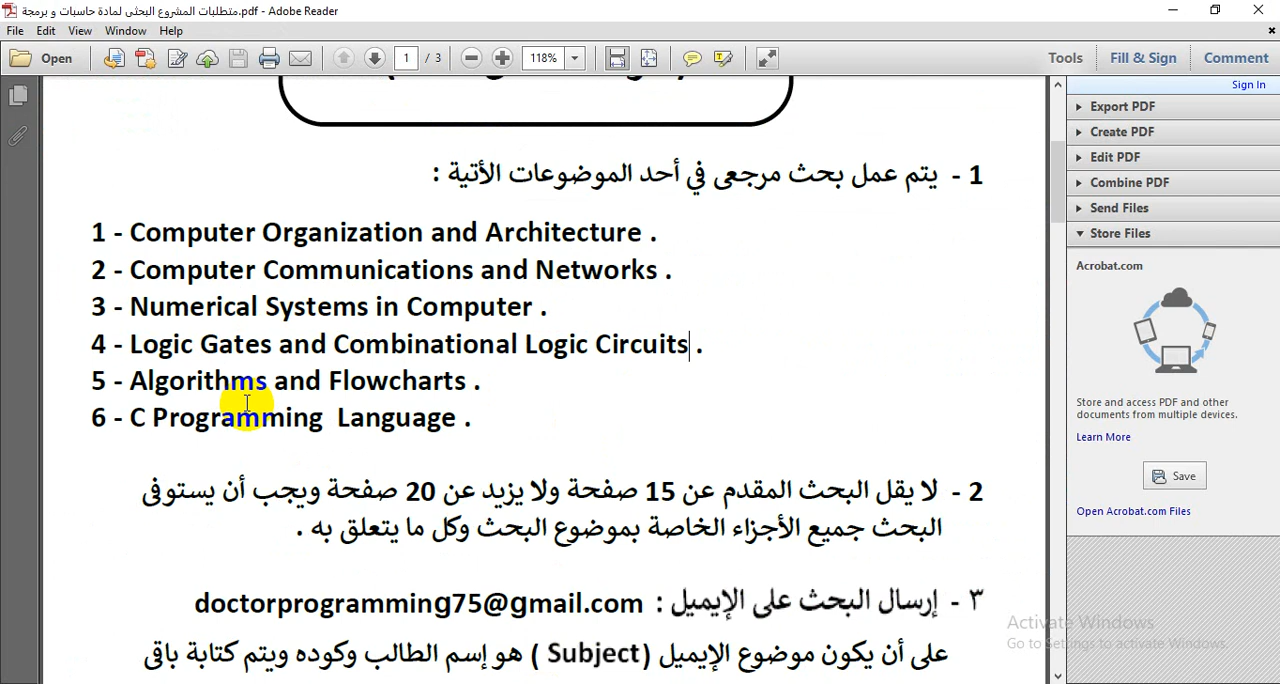 متطلبات المشروع البحثى لمادة حاسبات و برمجة.pdf - Adobe Reader
File Edit View Window Help
Open 1 / 3 118% Tools Fill & Sign Comment
Sign In
Export PDF
Create PDF
Edit PDF
Combine PDF
Send Files
Store Files
Acrobat.com
Store and access PDF and other
documents from multiple devices.
Learn More
Save
Open Acrobat.com Files
1 - يتم عمل بحث مرجعى في أحد الموضوعات الأتية :
1 - Computer Organization and Architecture .
2 - Computer Communications and Networks .
3 - Numerical Systems in Computer .
4 - Logic Gates and Combinational Logic Circuits .
5 - Algorithms and Flowcharts .
6 - C Programming Language .
2 - لا يقل البحث المقدم عن 15 صفحة ولا يزيد عن 20 صفحة ويجب أن يستوفى
البحث جميع الأجزاء الخاصة بموضوع البحث وكل ما يتعلق به .
٣ - إرسال البحث على الإيميل : doctorprogramming75@gmail.com
على أن يكون موضوع الإيميل (Subject ) هو إسم الطالب وكوده ويتم كتابة باقى
Activate Windows
Go to Settings to activate Windows.